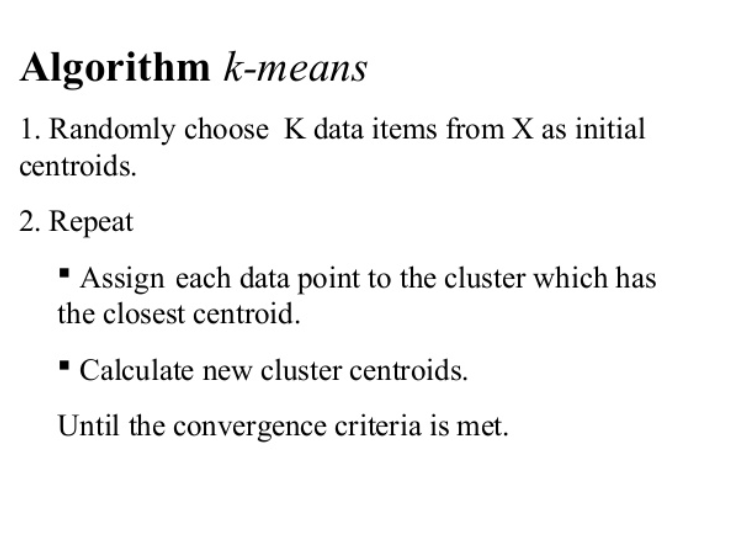 Algorithm k-means
1. Randomly choose K data items from X as initial
centroids.
2. Repeat
▪ Assign each data point to the cluster which has
the closest centroid.
▪ Calculate new cluster centroids.
Until the convergence criteria is met.